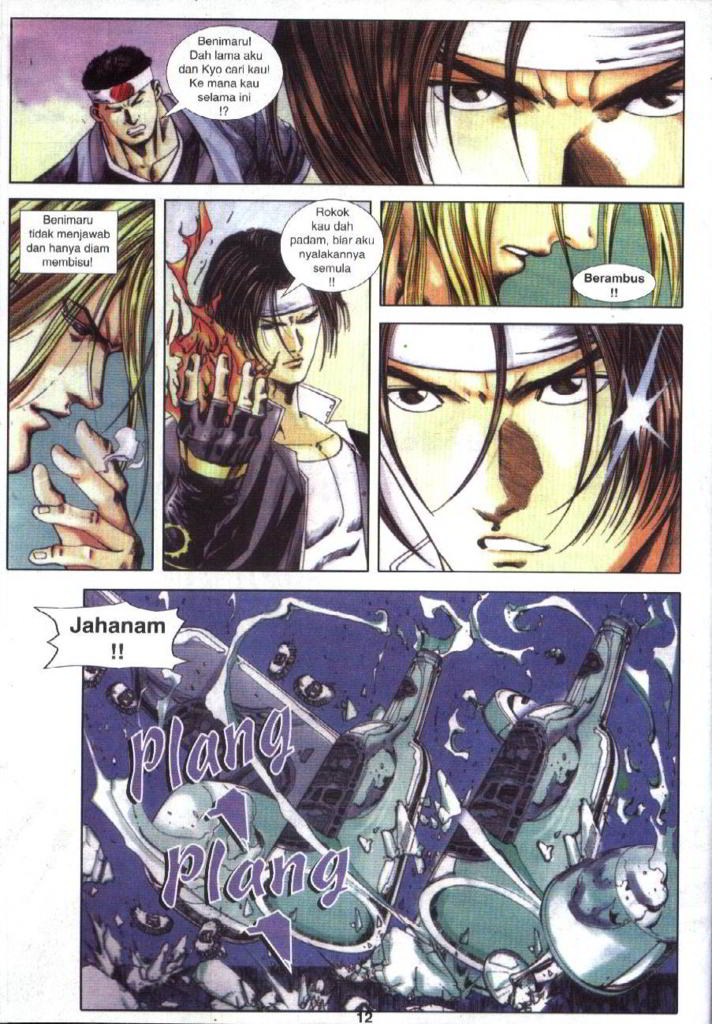 Benimaru!
Dah lama aku
dan Kyo cari kau!
Ke mana kau
selama ini
!?
Benimaru
tidak menjawab
dan hanya diam
membisu!
Rokok
kau dah
padam, biar aku
nyalakannya
semula
!!
Berambus
!!
Jahanam
!!
Plang
Plang
12